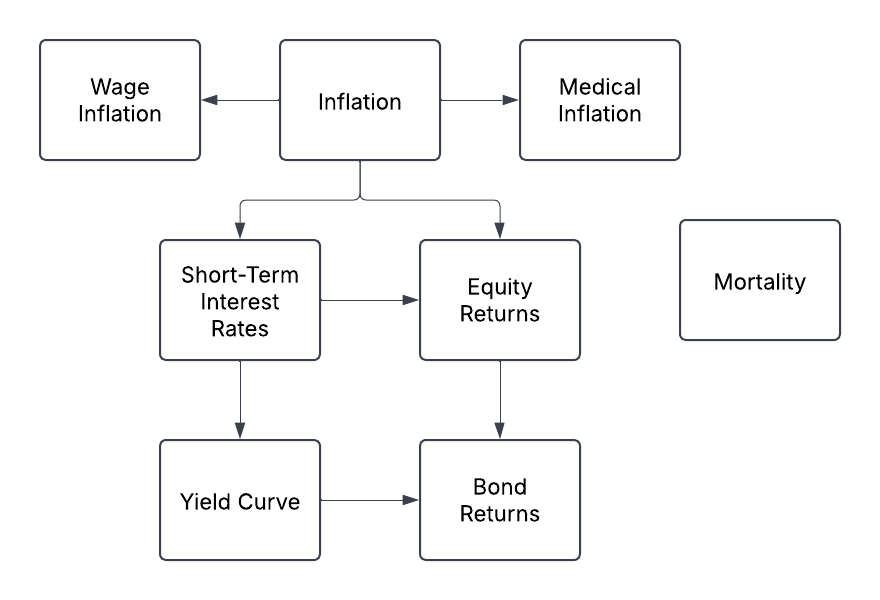 Wage
Inflation
Inflation
Medical
Inflation
Short-Term
Interest
Rates
Equity
Returns
Mortality
Yield Curve
Bond
Returns